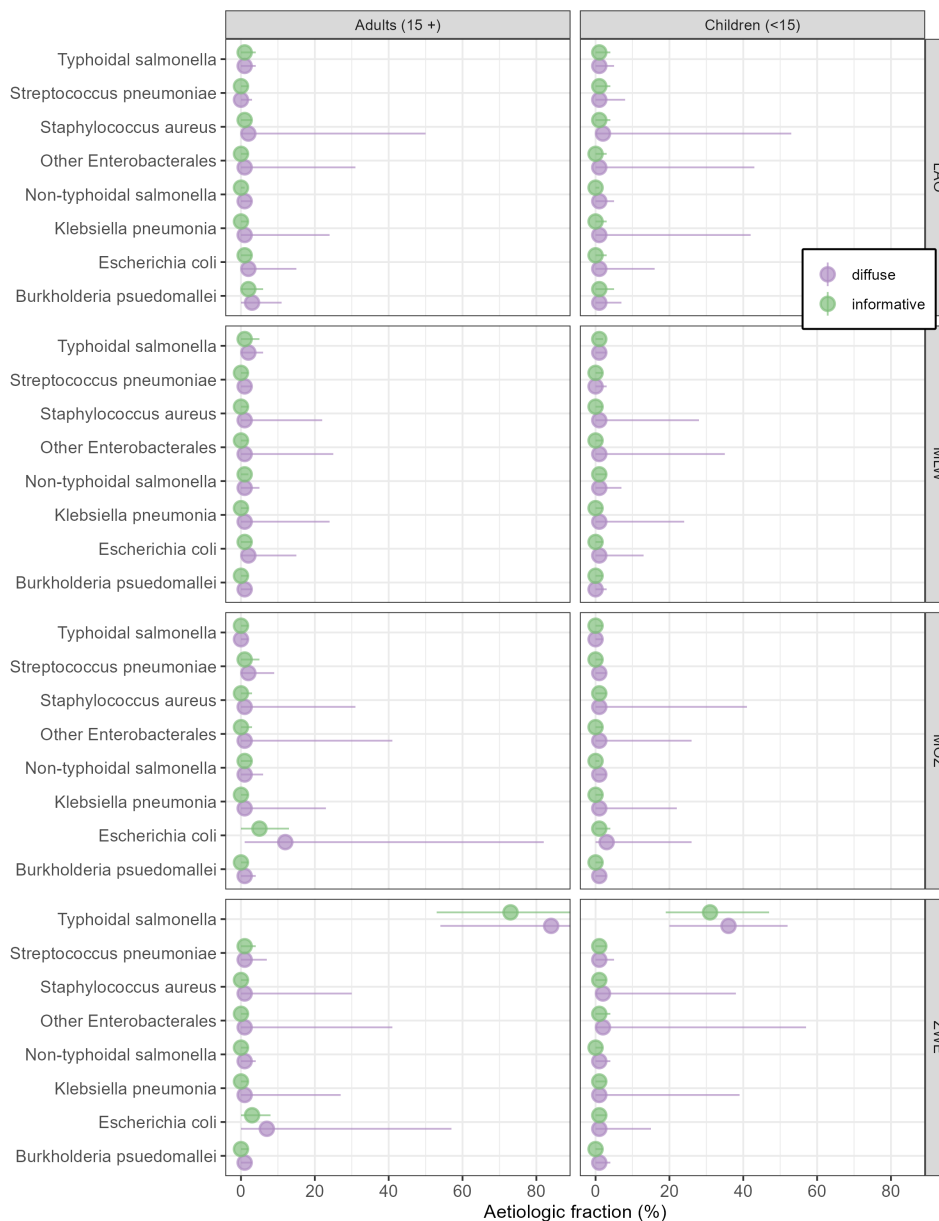 Adults (15 +)
Children (<15)
Typhoidal salmonella
Streptococcus pneumoniae
Staphylococcus aureus
Other Enterobacterales
Non-typhoidal salmonella
Klebsiella pneumonia
Escherichia coli
Burkholderia psuedomallei
diffuse
informative
Typhoidal salmonella
Streptococcus pneumoniae
Staphylococcus aureus
Other Enterobacterales
Non-typhoidal salmonella
Klebsiella pneumonia
Escherichia coli
Burkholderia psuedomallei
Typhoidal salmonella
Streptococcus pneumoniae
Staphylococcus aureus
Other Enterobacterales
Non-typhoidal salmonella
Klebsiella pneumonia
Escherichia coli
Burkholderia psuedomallei
Typhoidal salmonella
Streptococcus pneumoniae
Staphylococcus aureus
Other Enterobacterales
Non-typhoidal salmonella
Klebsiella pneumonia
Escherichia coli
Burkholderia psuedomallei
0 20 40 60 80
0 20 40 60 80
Aetiologic fraction (%)